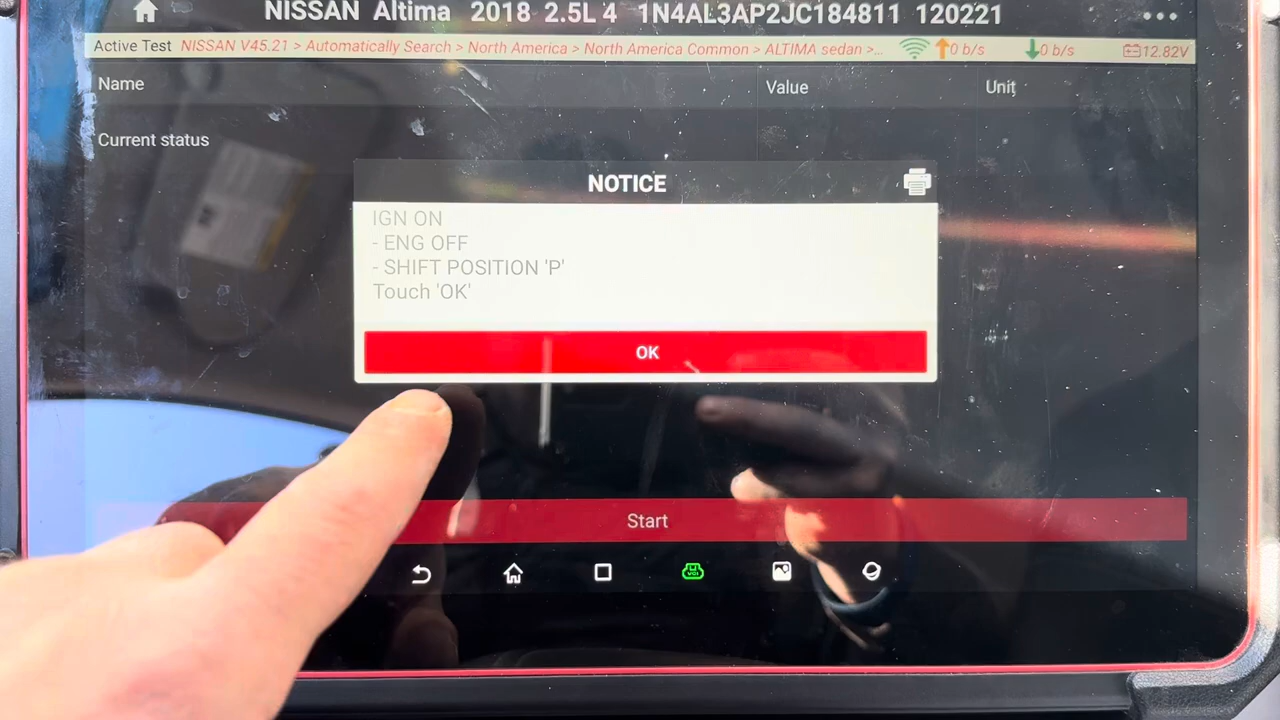 NISSAN Altima 2018 2.5L 4 1N4AL3AP2JC184811 120221
Active Test NISSAN V45.21 > Automatically Search > North America > North America Common > ALTIMA sedan >... 0 b/s 0 b/s 12.82V
Name Value Unit
Current status
NOTICE
IGN ON
- ENG OFF
- SHIFT POSITION 'P'
Touch 'OK'
OK
Start
VCI